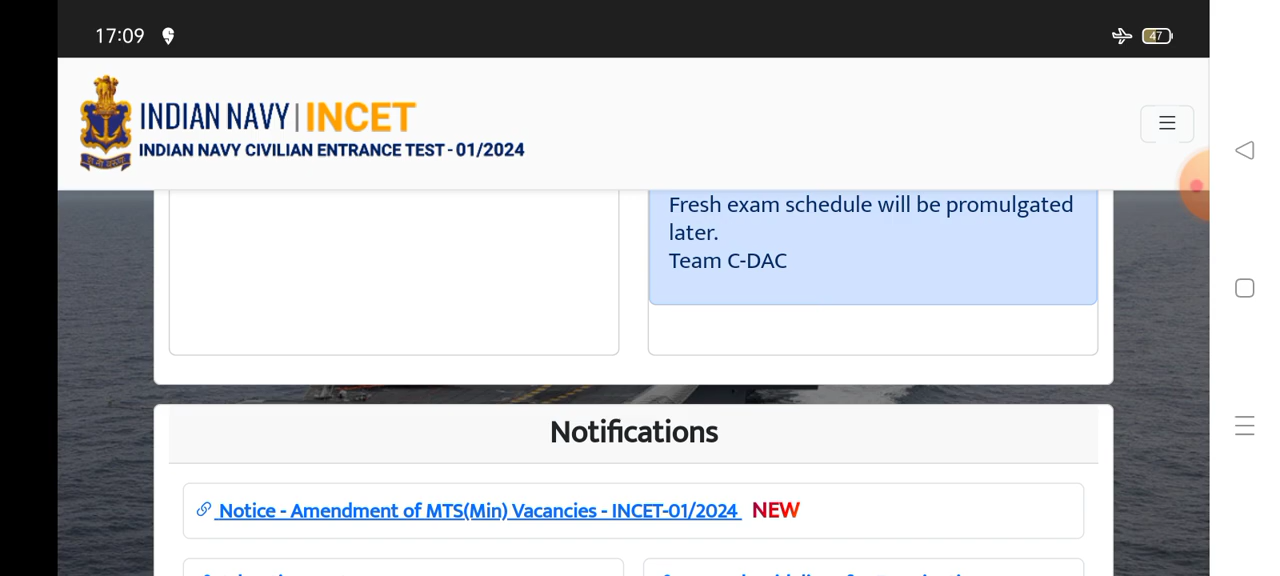 17:09
47
INDIAN NAVY | INCET
INDIAN NAVY CIVILIAN ENTRANCE TEST - 01/2024
Fresh exam schedule will be promulgated
later.
Team C-DAC
Notifications
Notice - Amendment of MTS(Min) Vacancies - INCET-01/2024 NEW